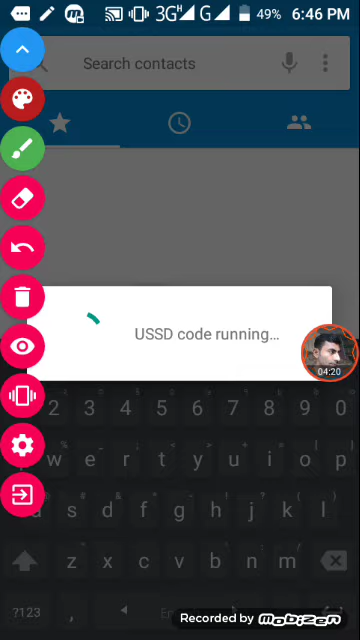 3G H G 49% 6:46 PM
Search contacts
USSD code running...
04:20
2 3 4 5 6 7 8 9 0
w e r t y u i o p
s d f g h j k l
z x c v b n m
?123 ,
Recorded by MOBIZEN